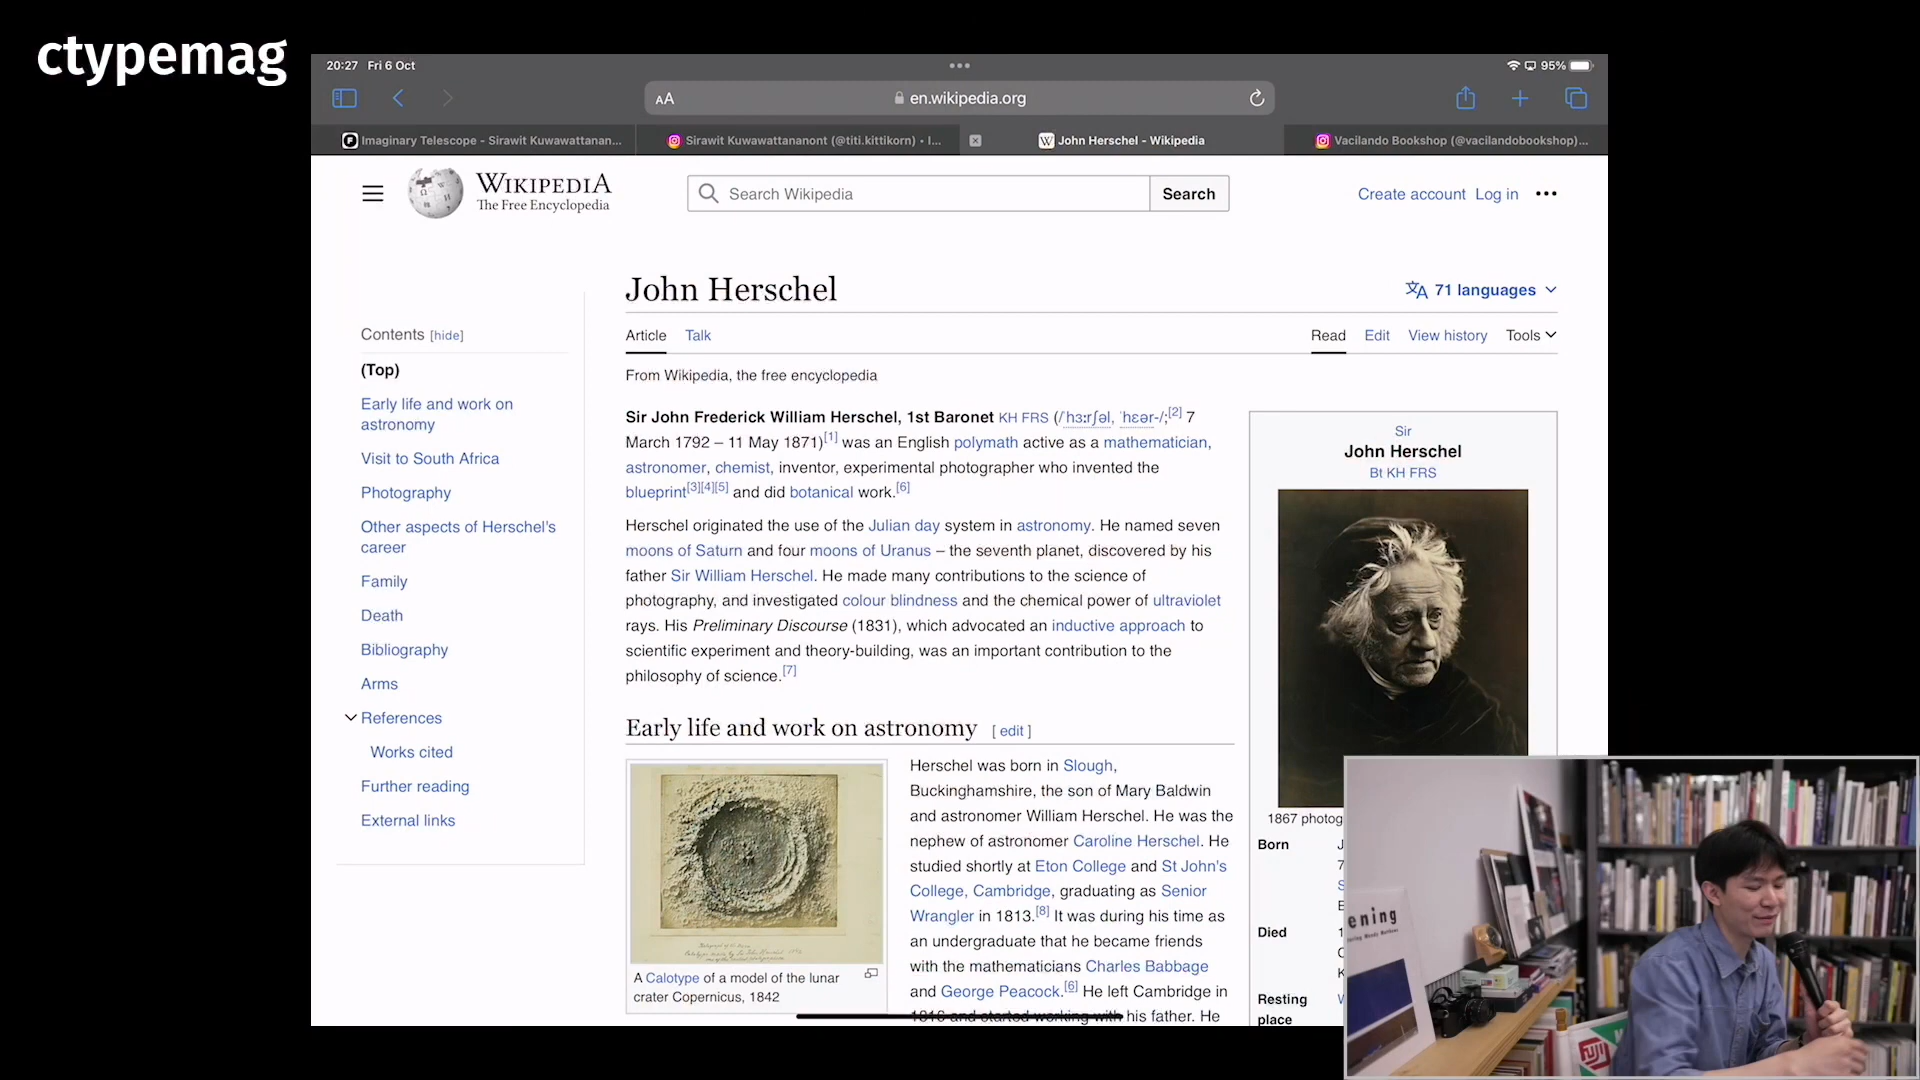 ctypemag
20:27 Fri 6 Oct
95%
AA
en.wikipedia.org
Imaginary Telescope - Sirawit Kuwawattanan...
Sirawit Kuwawattananont (@titi.kittikorn) • I...
John Herschel - Wikipedia
Vacilando Bookshop (@vacilandobookshop)...
WIKIPEDIA
The Free Encyclopedia
Search Wikipedia
Search
Create account Log in
John Herschel
71 languages
Article Talk
Read Edit View history Tools
From Wikipedia, the free encyclopedia
Contents [hide]
(Top)
Early life and work on
astronomy
Visit to South Africa
Photography
Other aspects of Herschel's
career
Family
Death
Bibliography
Arms
References
Works cited
Further reading
External links
Sir John Frederick William Herschel, 1st Baronet KH FRS (/ˈhɜːrʃəl, ˈhɛər-/;[2] 7
March 1792 – 11 May 1871)[1] was an English polymath active as a mathematician,
astronomer, chemist, inventor, experimental photographer who invented the
blueprint[3][4][5] and did botanical work.[6]
Herschel originated the use of the Julian day system in astronomy. He named seven
moons of Saturn and four moons of Uranus – the seventh planet, discovered by his
father Sir William Herschel. He made many contributions to the science of
photography, and investigated colour blindness and the chemical power of ultraviolet
rays. His Preliminary Discourse (1831), which advocated an inductive approach to
scientific experiment and theory-building, was an important contribution to the
philosophy of science.[7]
Early life and work on astronomy [ edit ]
A Calotype of a model of the lunar
crater Copernicus, 1842
Herschel was born in Slough,
Buckinghamshire, the son of Mary Baldwin
and astronomer William Herschel. He was the
nephew of astronomer Caroline Herschel. He
studied shortly at Eton College and St John's
College, Cambridge, graduating as Senior
Wrangler in 1813.[8] It was during his time as
an undergraduate that he became friends
with the mathematicians Charles Babbage
and George Peacock.[6] He left Cambridge in
1816 and started working with his father. He
Sir
John Herschel
Bt KH FRS
1867 photog
Born
Died
Resting
place
ening
FUJI